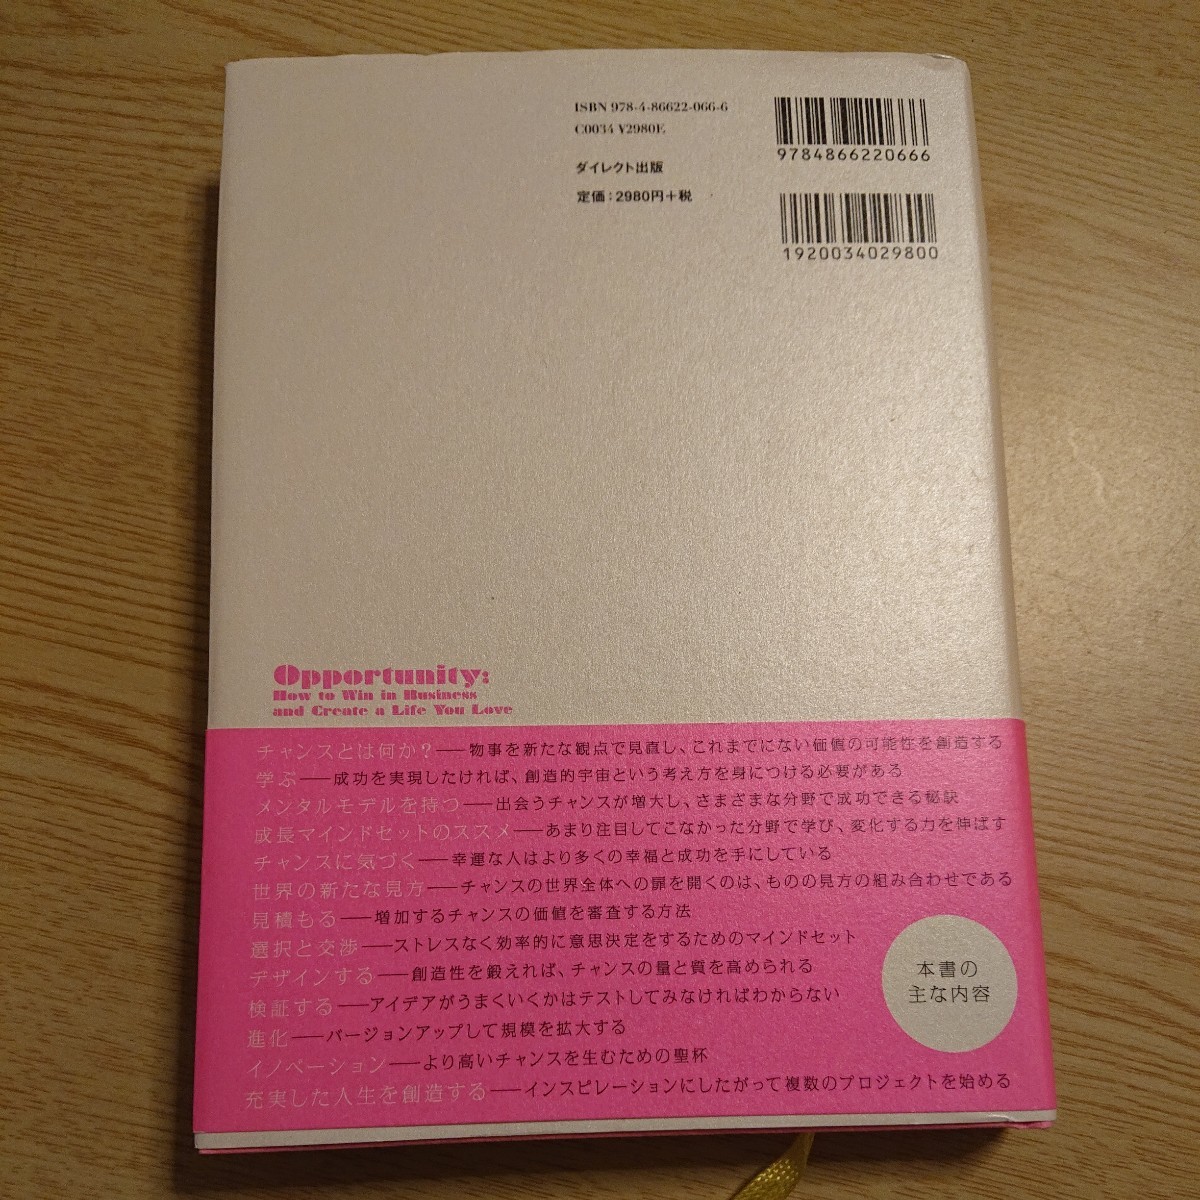 ISBN 978-4-86622-066-6
C0034 ¥2980E
ダイレクト出版
定価：2980円＋税
9784866220666
1920034029800
Opportunity:
How to Win in Business
and Create a Life You Love
チャンスとは何か？──物事を新たな観点で見直し、これまでにない価値の可能性を創造する
学ぶ──成功を実現したければ、創造的宇宙という考え方を身につける必要がある
メンタルモデルを持つ──出会うチャンスが増大し、さまざまな分野で成功できる秘訣
成長マインドセットのススメ──あまり注目してこなかった分野で学び、変化する力を伸ばす
チャンスに気づく──幸運な人はより多くの幸福と成功を手にしている
世界の新たな見方──チャンスの世界全体への扉を開くのは、ものの見方の組み合わせである
見積もる──増加するチャンスの価値を審査する方法
選択と交渉──ストレスなく効率的に意思決定をするためのマインドセット
デザインする──創造性を鍛えれば、チャンスの量と質を高められる
検証する──アイデアがうまくいくかはテストしてみなければわからない
進化──バージョンアップして規模を拡大する
イノベーション──より高いチャンスを生むための聖杯
充実した人生を創造する──インスピレーションにしたがって複数のプロジェクトを始める
本書の
主な内容